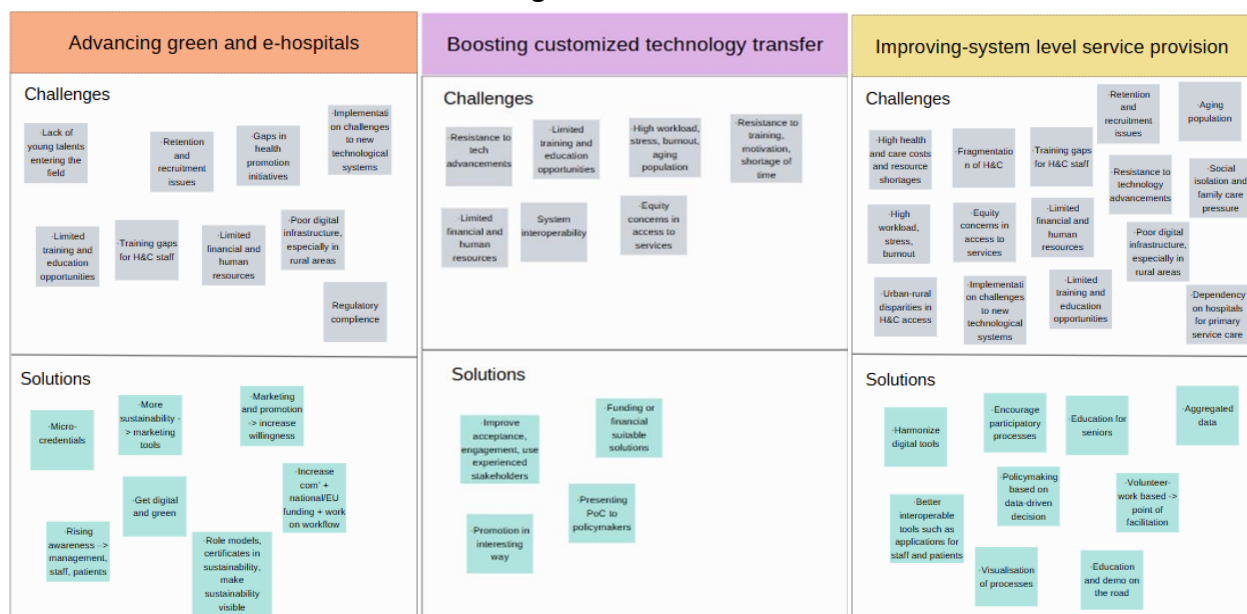 Advancing green and e-hospitals
Challenges
·Lack of
young talents
entering the
field
·Retention
and
recruitment
issues
·Gaps in
health
promotion
initiatives
·Implementati
on challenges
to new
technological
systems
·Limited
training and
education
opportunities
·Training gaps
for H&C staff
·Limited
financial and
human
resources
·Poor digital
infrastructure,
especially in
rural areas
Regulatory
complience
Solutions
·Micro-
credentials
·More
sustainability -
> marketing
tools
·Marketing
and promotion
-> increase
willingness
·Get digital
and green
·Increase
com' +
national/EU
funding + work
on workflow
·Rising
awareness -->
management,
staff, patients
·Role models,
certificates in
sustainability,
make
sustainability
visible
Boosting customized technology transfer
Challenges
·Resistance to
tech
advancements
·Limited
training and
education
opportunities
·High workload,
stress, burnout,
aging
population
·Resistance to
training,
motivation,
shortage of
time
·Limited
financial and
human
resources
System
interoperability
·Equity
concerns in
access to
services
Solutions
·Improve
acceptance,
engagement, use
experienced
stakeholders
·Funding or
financial
suitable
solutions
·Promotion in
interesting
way
·Presenting
PoC to
policymakers
Improving-system level service provision
Challenges
·Retention
and
recruitment
issues
·Aging
population
·High health
and care costs
and resource
shortages
·Fragmentatio
n of H&C
·Training gaps
for H&C staff
·Resistance to
technology
advancements
·Social
isolation and
family care
pressure
·High
workload,
stress,
burnout
·Equity
concerns in
access to
services
·Limited
financial and
human
resources
·Poor digital
infrastructure,
especially in
rural areas
·Urban-rural
disparities in
H&C access
·Implementati
on challenges
to new
technological
systems
·Limited
training and
education
opportunities
·Dependency
on hospitals
for primary
service care
Solutions
·Harmonize
digital tools
·Encourage
participatory
processes
·Education for
seniors
·Aggregated
data
·Better
interoperable
tools such as
applications for
staff and patients
·Policymaking
based on
data-driven
decision
·Volunteer-
work based ->
point of
facilitation
·Visualisation
of processes
·Education
and demo on
the road